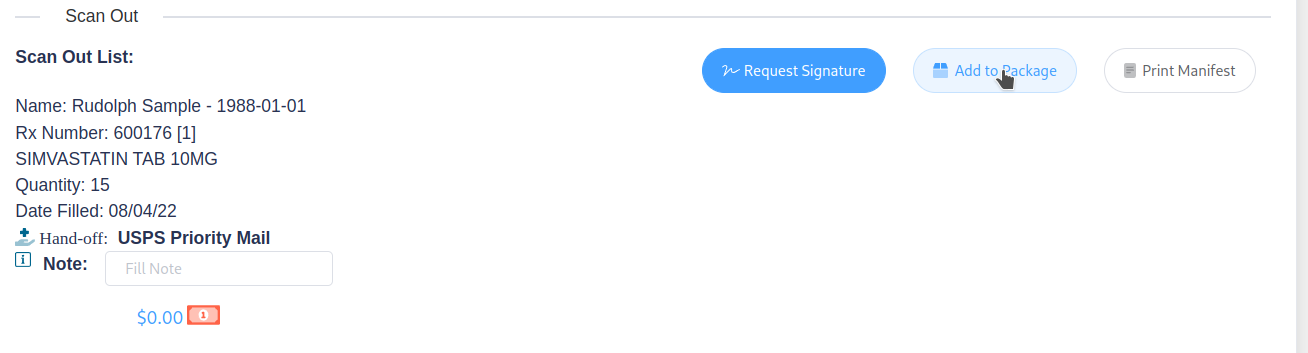 Scan Out
Scan Out List:
Request Signature
Add to Package
Print Manifest
Name: Rudolph Sample - 1988-01-01
Rx Number: 600176 [1]
SIMVASTATIN TAB 10MG
Quantity: 15
Date Filled: 08/04/22
Hand-off: USPS Priority Mail
Note: Fill Note
$0.00 1